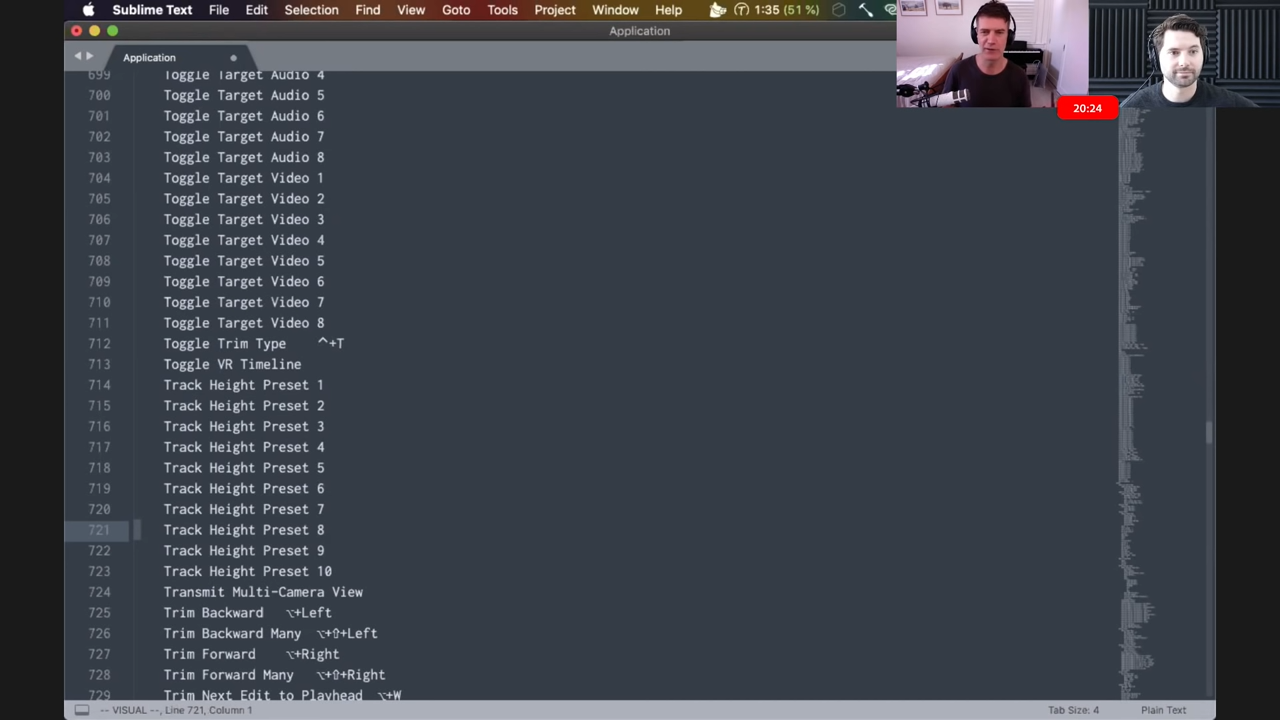 Sublime Text File Edit Selection Find View Goto Tools Project Window Help 1:35 (51 %)
Application
Application
20:24
699 Toggle Target Audio 4
700 Toggle Target Audio 5
701 Toggle Target Audio 6
702 Toggle Target Audio 7
703 Toggle Target Audio 8
704 Toggle Target Video 1
705 Toggle Target Video 2
706 Toggle Target Video 3
707 Toggle Target Video 4
708 Toggle Target Video 5
709 Toggle Target Video 6
710 Toggle Target Video 7
711 Toggle Target Video 8
712 Toggle Trim Type ^+T
713 Toggle VR Timeline
714 Track Height Preset 1
715 Track Height Preset 2
716 Track Height Preset 3
717 Track Height Preset 4
718 Track Height Preset 5
719 Track Height Preset 6
720 Track Height Preset 7
721 Track Height Preset 8
722 Track Height Preset 9
723 Track Height Preset 10
724 Transmit Multi-Camera View
725 Trim Backward ⌥+Left
726 Trim Backward Many ⌥+⇧+Left
727 Trim Forward ⌥+Right
728 Trim Forward Many ⌥+⇧+Right
729 Trim Next Edit to Playhead ⌥+W
-- VISUAL --, Line 721, Column 1 Tab Size: 4 Plain Text